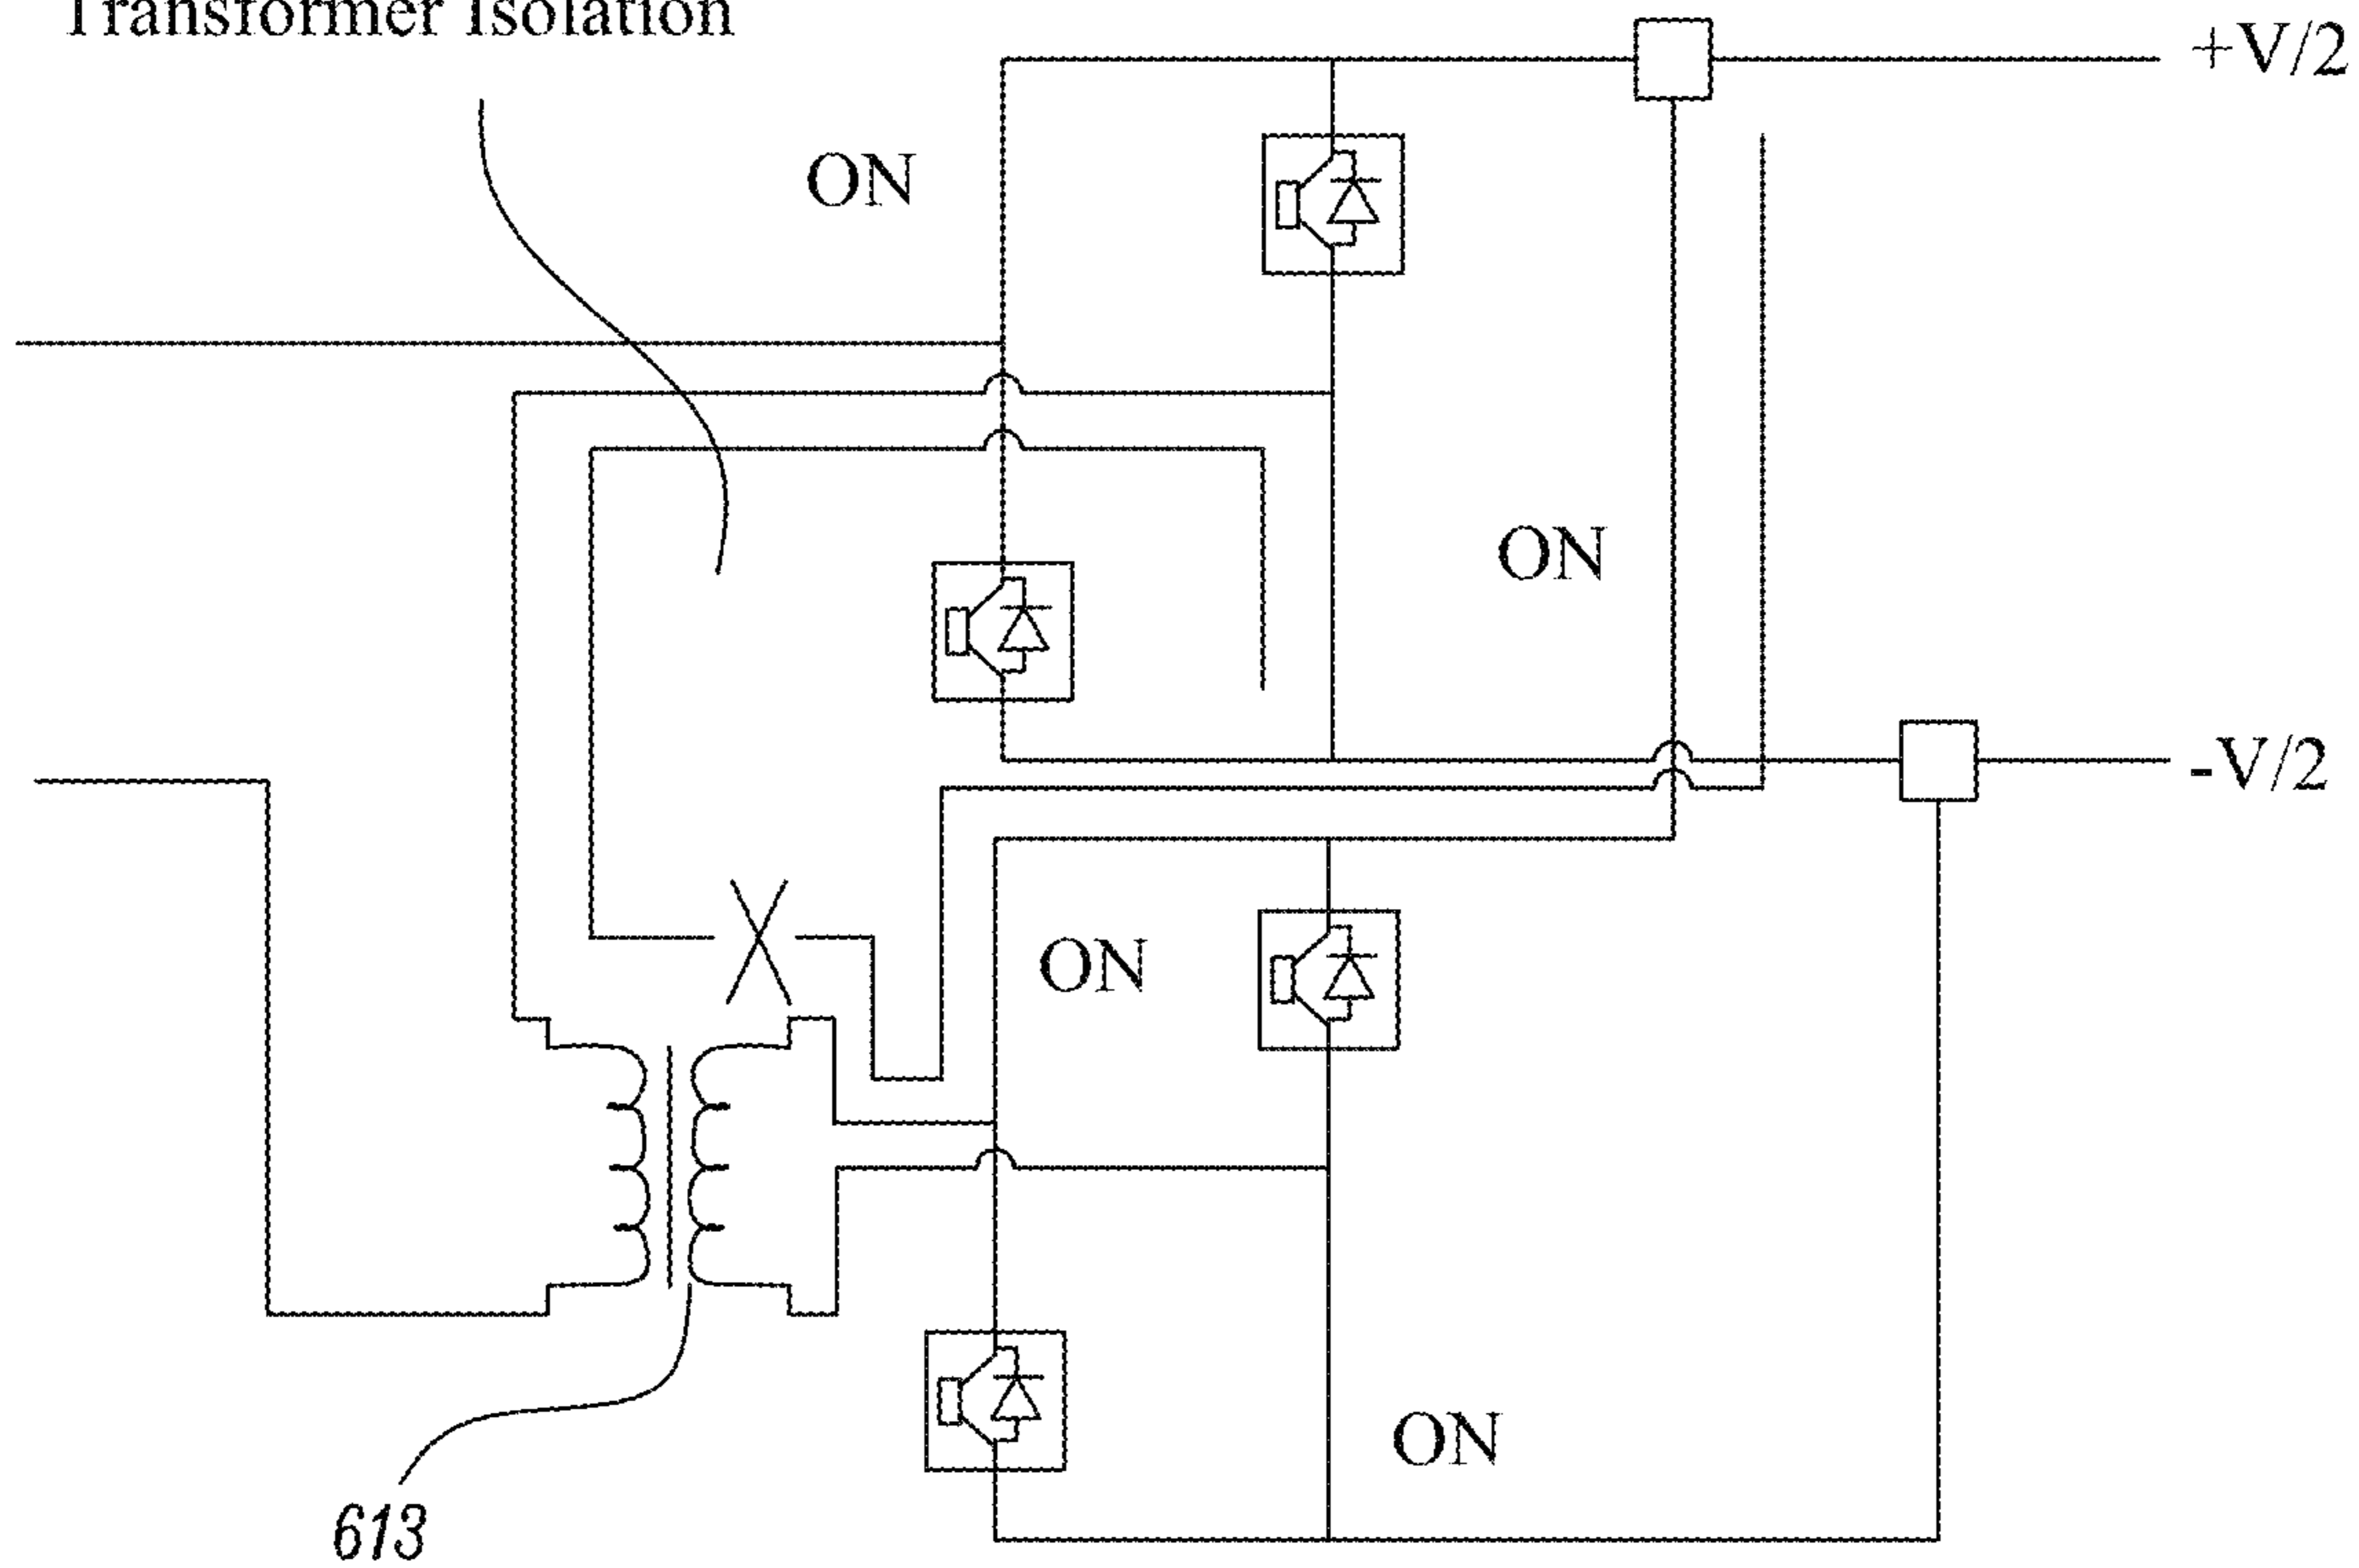 Transformer Isolation
+V/2
ON
ON
-V/2
ON
ON
613